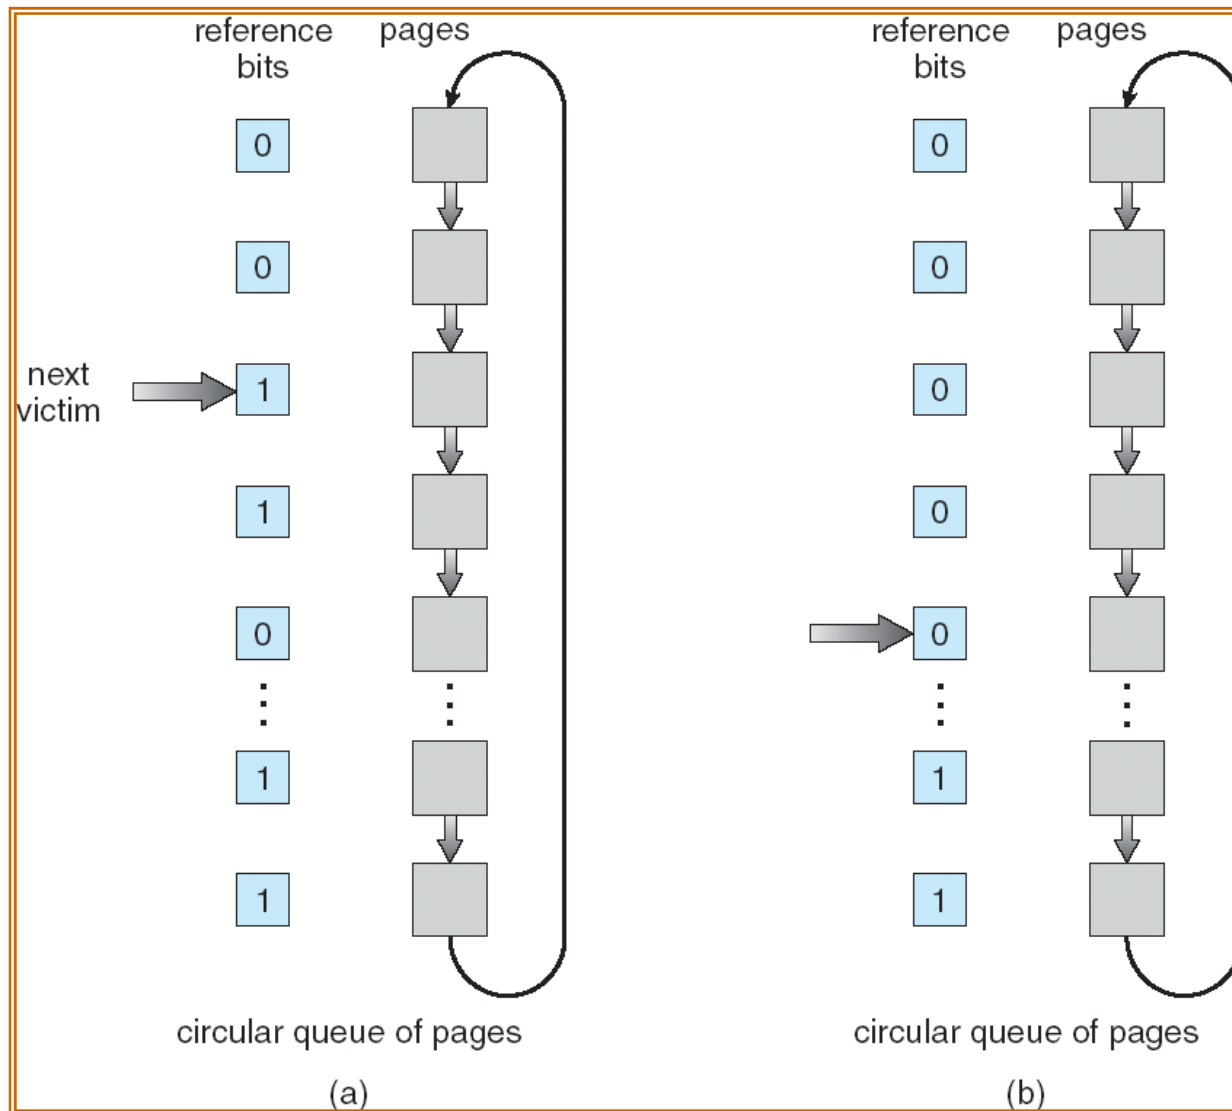 reference bits
pages
0
0
next
victim
1
1
0
1
1
circular queue of pages
(a)
reference bits
pages
0
0
0
0
0
1
1
circular queue of pages
(b)